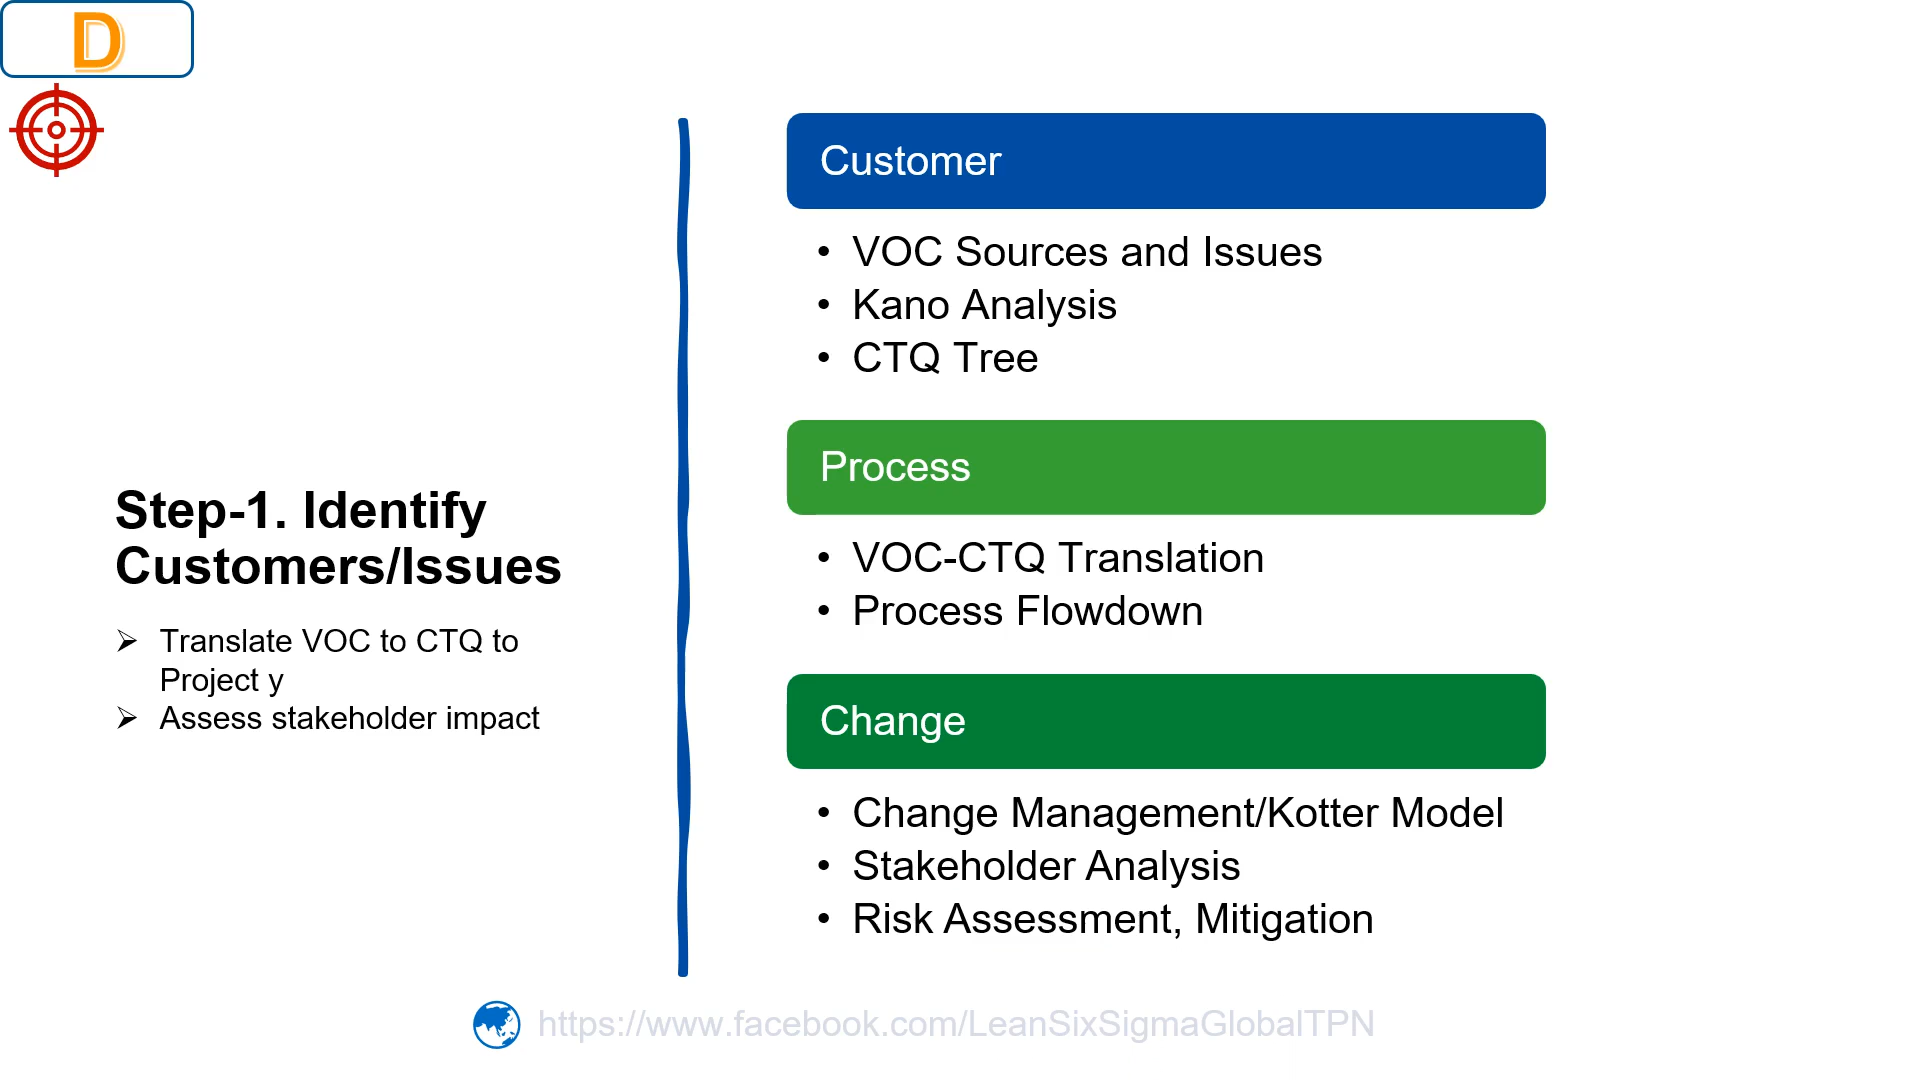 D
Step-1. Identify
Customers/Issues
➢ Translate VOC to CTQ to
Project y
➢ Assess stakeholder impact
Customer
• VOC Sources and Issues
• Kano Analysis
• CTQ Tree
Process
• VOC-CTQ Translation
• Process Flowdown
Change
• Change Management/Kotter Model
• Stakeholder Analysis
• Risk Assessment, Mitigation
https://www.facebook.com/LeanSixSigmaGlobalTPN